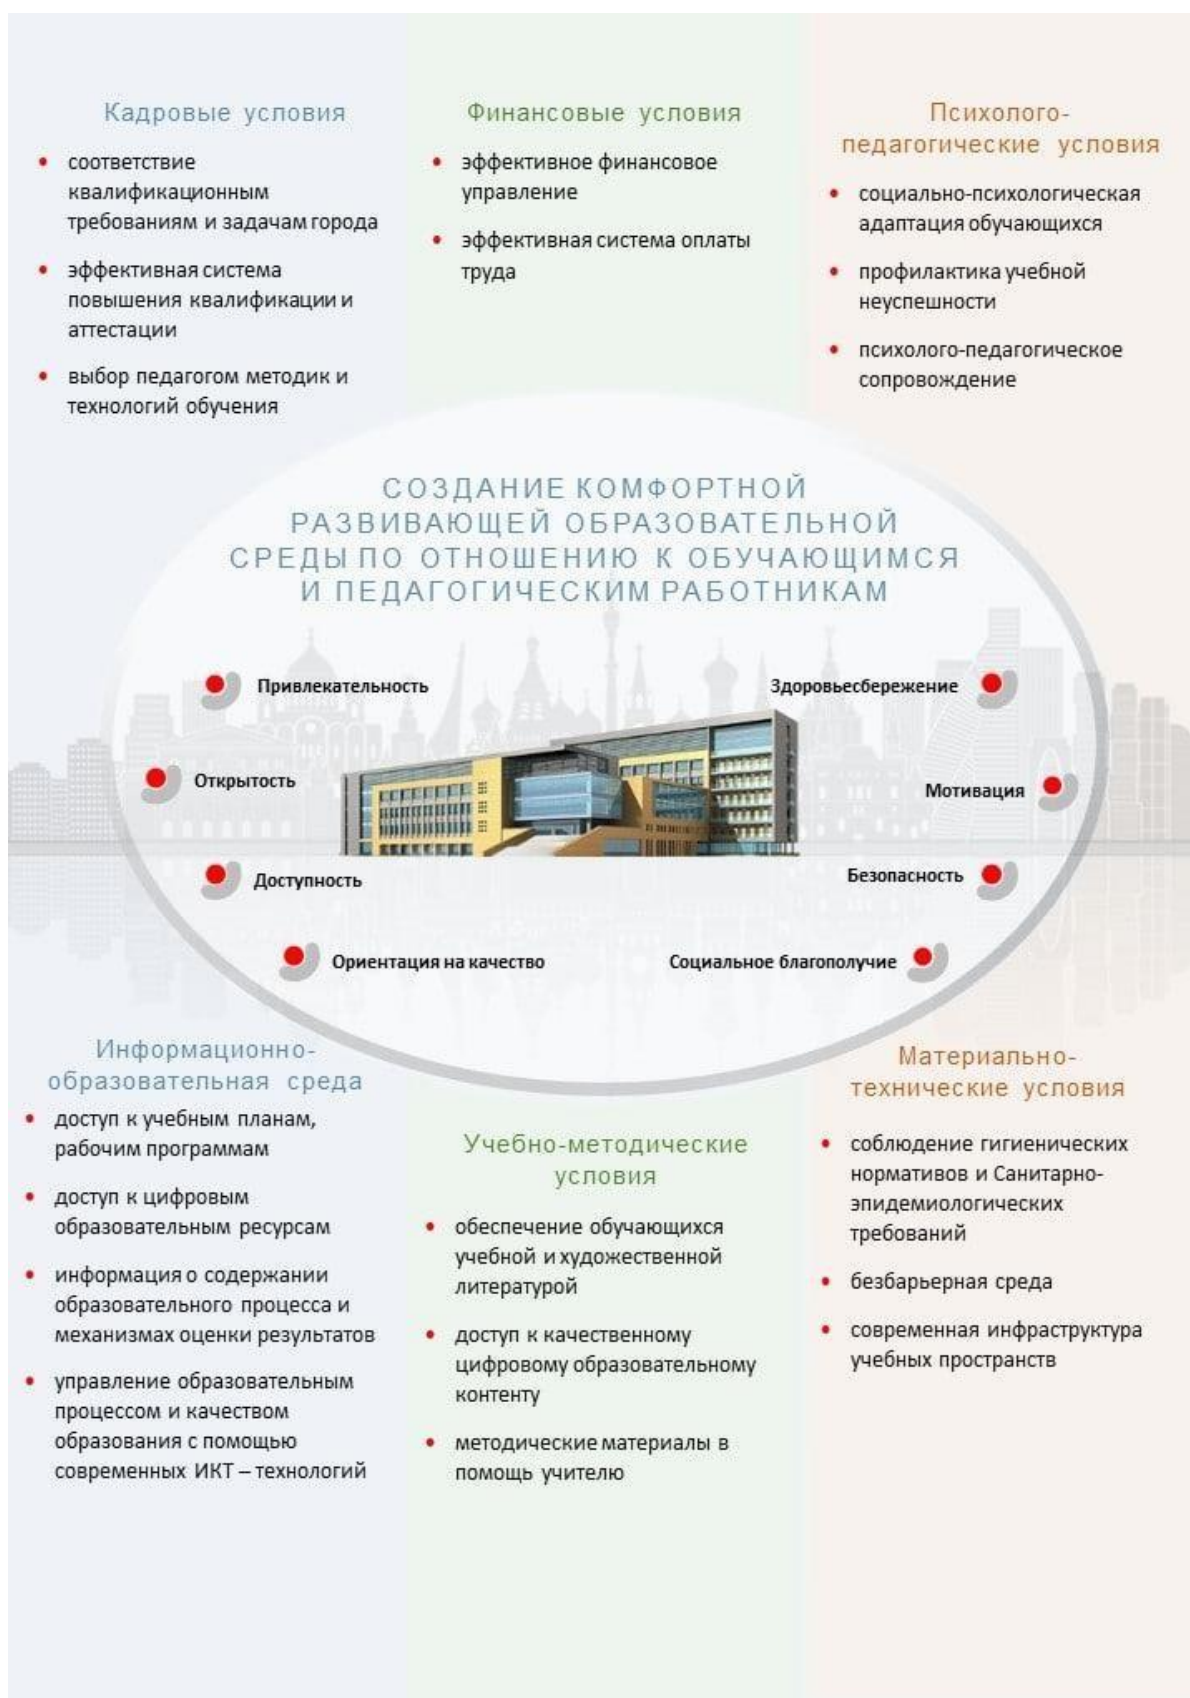 Кадровые условия
• соответствие
квалификационным
требованиям и задачам города
• эффективная система
повышения квалификации и
аттестации
• выбор педагогом методик и
технологий обучения
Финансовые условия
• эффективное финансовое
управление
• эффективная система оплаты
труда
Психолого-
педагогические условия
• социально-психологическая
адаптация обучающихся
• профилактика учебной
неуспешности
• психолого-педагогическое
сопровождение
СОЗДАНИЕ КОМФОРТНОЙ
РАЗВИВАЮЩЕЙ ОБРАЗОВАТЕЛЬНОЙ
СРЕДЫ ПО ОТНОШЕНИЮ К ОБУЧАЮЩИМСЯ
И ПЕДАГОГИЧЕСКИМ РАБОТНИКАМ
Привлекательность
Открытость
Доступность
Ориентация на качество
Здоровьесбережение
Мотивация
Безопасность
Социальное благополучие
Информационно-
образовательная среда
• доступ к учебным планам,
рабочим программам
• доступ к цифровым
образовательным ресурсам
• информация о содержании
образовательного процесса и
механизмах оценки результатов
• управление образовательным
процессом и качеством
образования с помощью
современных ИКТ – технологий
Учебно-методические
условия
• обеспечение обучающихся
учебной и художественной
литературой
• доступ к качественному
цифровому образовательному
контенту
• методические материалы в
помощь учителю
Материально-
технические условия
• соблюдение гигиенических
нормативов и Санитарно-
эпидемиологических
требований
• безбарьерная среда
• современная инфраструктура
учебных пространств